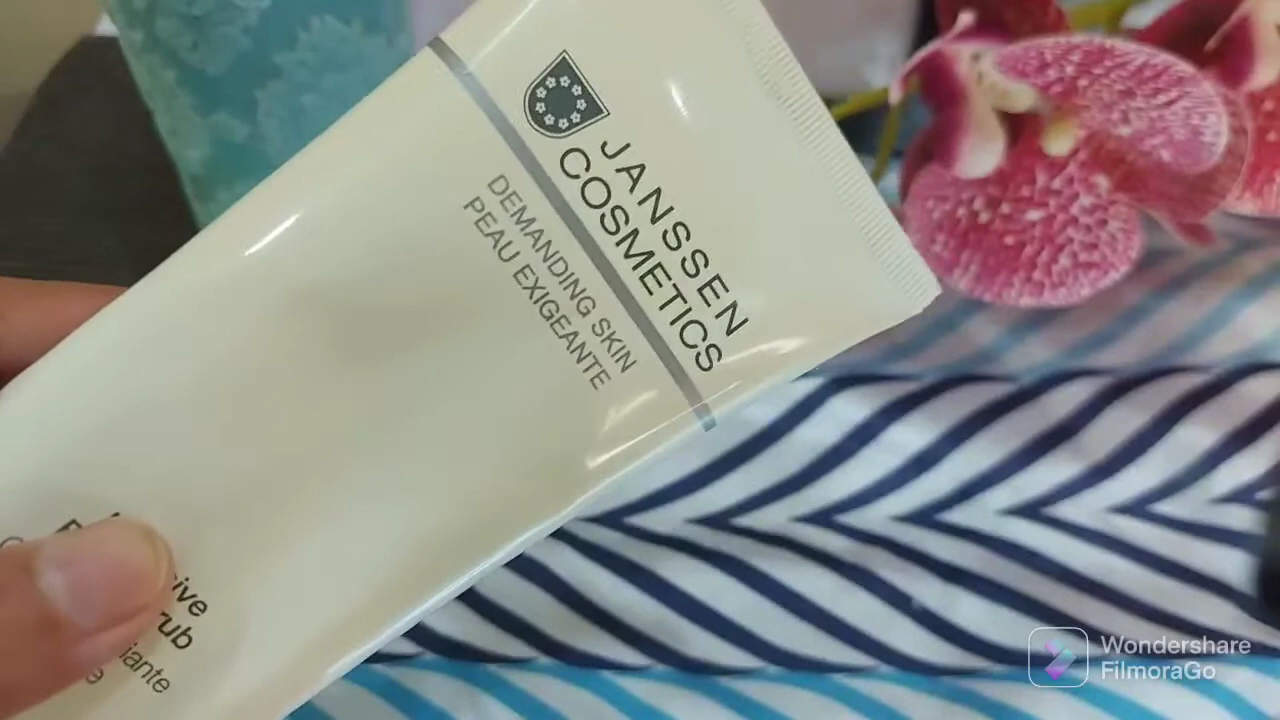 JANSSEN
COSMETICS
DEMANDING SKIN
PEAU EXIGEANTE
Wondershare
FilmoraGo